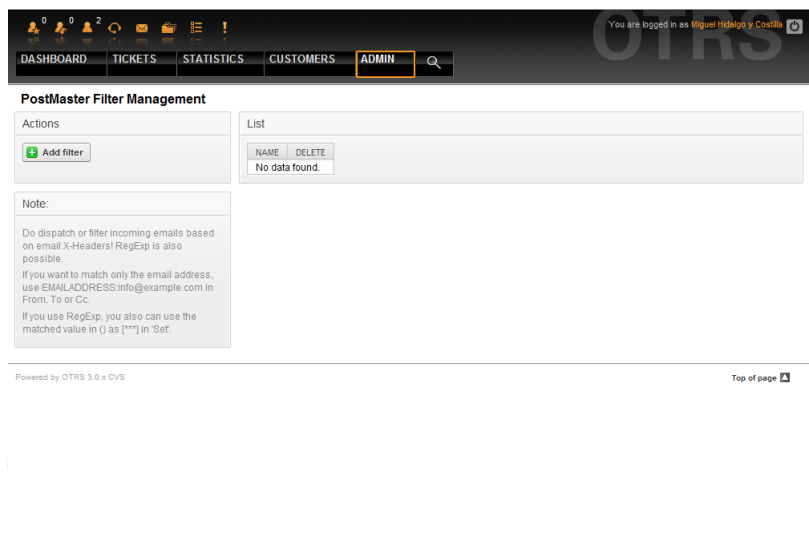 0 0 2
OTRS
You are logged in as Miguel Hidalgo y Costilla
DASHBOARD TICKETS STATISTICS CUSTOMERS ADMIN
PostMaster Filter Management
Actions
Add filter
List
NAME DELETE
No data found.
Note:
Do dispatch or filter incoming emails based
on email X-Headers! RegExp is also
possible.
If you want to match only the email address,
use EMAILADDRESS:info@example.com in
From, To or Cc.
If you use RegExp, you also can use the
matched value in () as [***] in 'Set'.
Powered by OTRS 3.0.x CVS
Top of page